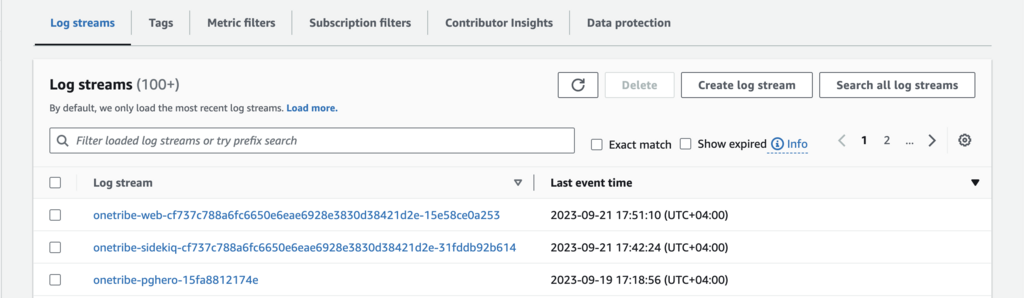 Log streams Tags Metric filters Subscription filters Contributor Insights Data protection
Log streams (100+) Delete Create log stream Search all log streams
By default, we only load the most recent log streams. Load more.
Filter loaded log streams or try prefix search Exact match Show expired Info 1 2 ...
Log stream Last event time
onetribe-web-cf737c788a6fc6650e6eae6928e3830d38421d2e-15e58ce0a253 2023-09-21 17:51:10 (UTC+04:00)
onetribe-sidekiq-cf737c788a6fc6650e6eae6928e3830d38421d2e-31fddb92b614 2023-09-21 17:42:24 (UTC+04:00)
onetribe-pghero-15fa8812174e 2023-09-19 17:18:56 (UTC+04:00)